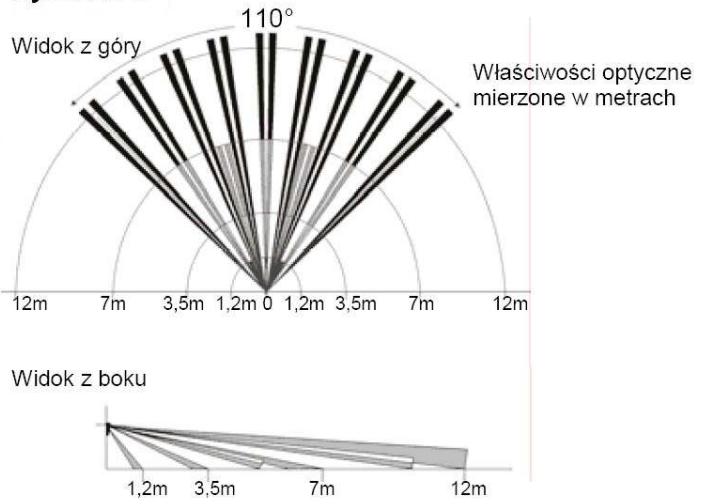 110°
Widok z góry
Właściwości optyczne
mierzone w metrach
12m 7m 3,5m 1,2m 0 1,2m 3,5m 7m 12m
Widok z boku
1,2m 3,5m 7m 12m